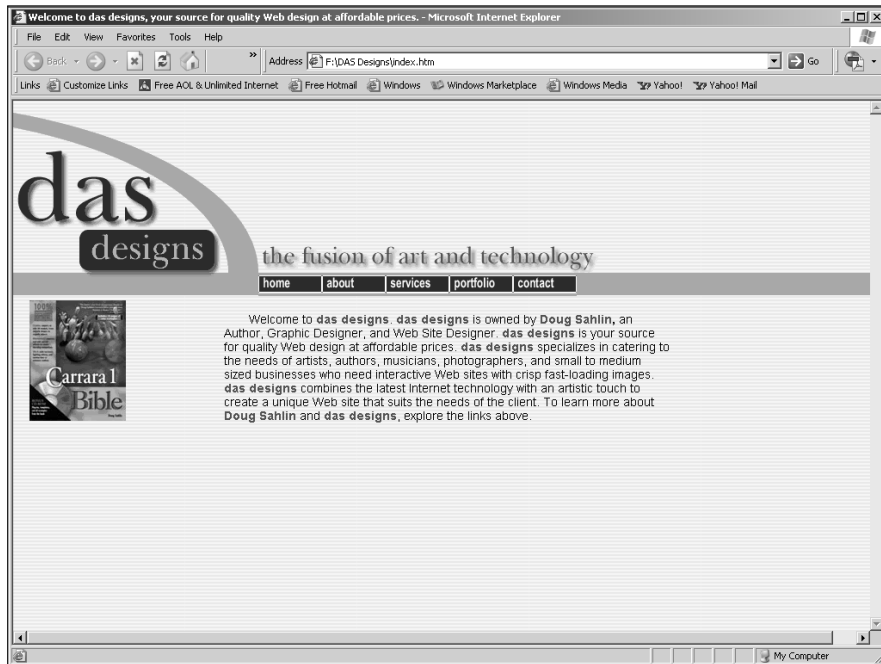 Welcome to das designs, your source for quality Web design at affordable prices. - Microsoft Internet Explorer
File Edit View Favorites Tools Help
Back » Address F:\DAS Designs\index.htm Go
Links Customize Links Free AOL & Unlimited Internet Free Hotmail Windows Windows Marketplace Windows Media Yahoo! Yahoo! Mail
das
designs
the fusion of art and technology
home about services portfolio contact
100%
Carrara 1
Bible
Welcome to das designs. das designs is owned by Doug Sahlin, an
Author, Graphic Designer, and Web Site Designer. das designs is your source
for quality Web design at affordable prices. das designs specializes in catering to
the needs of artists, authors, musicians, photographers, and small to medium
sized businesses who need interactive Web sites with crisp fast-loading images.
das designs combines the latest Internet technology with an artistic touch to
create a unique Web site that suits the needs of the client. To learn more about
Doug Sahlin and das designs, explore the links above.
My Computer